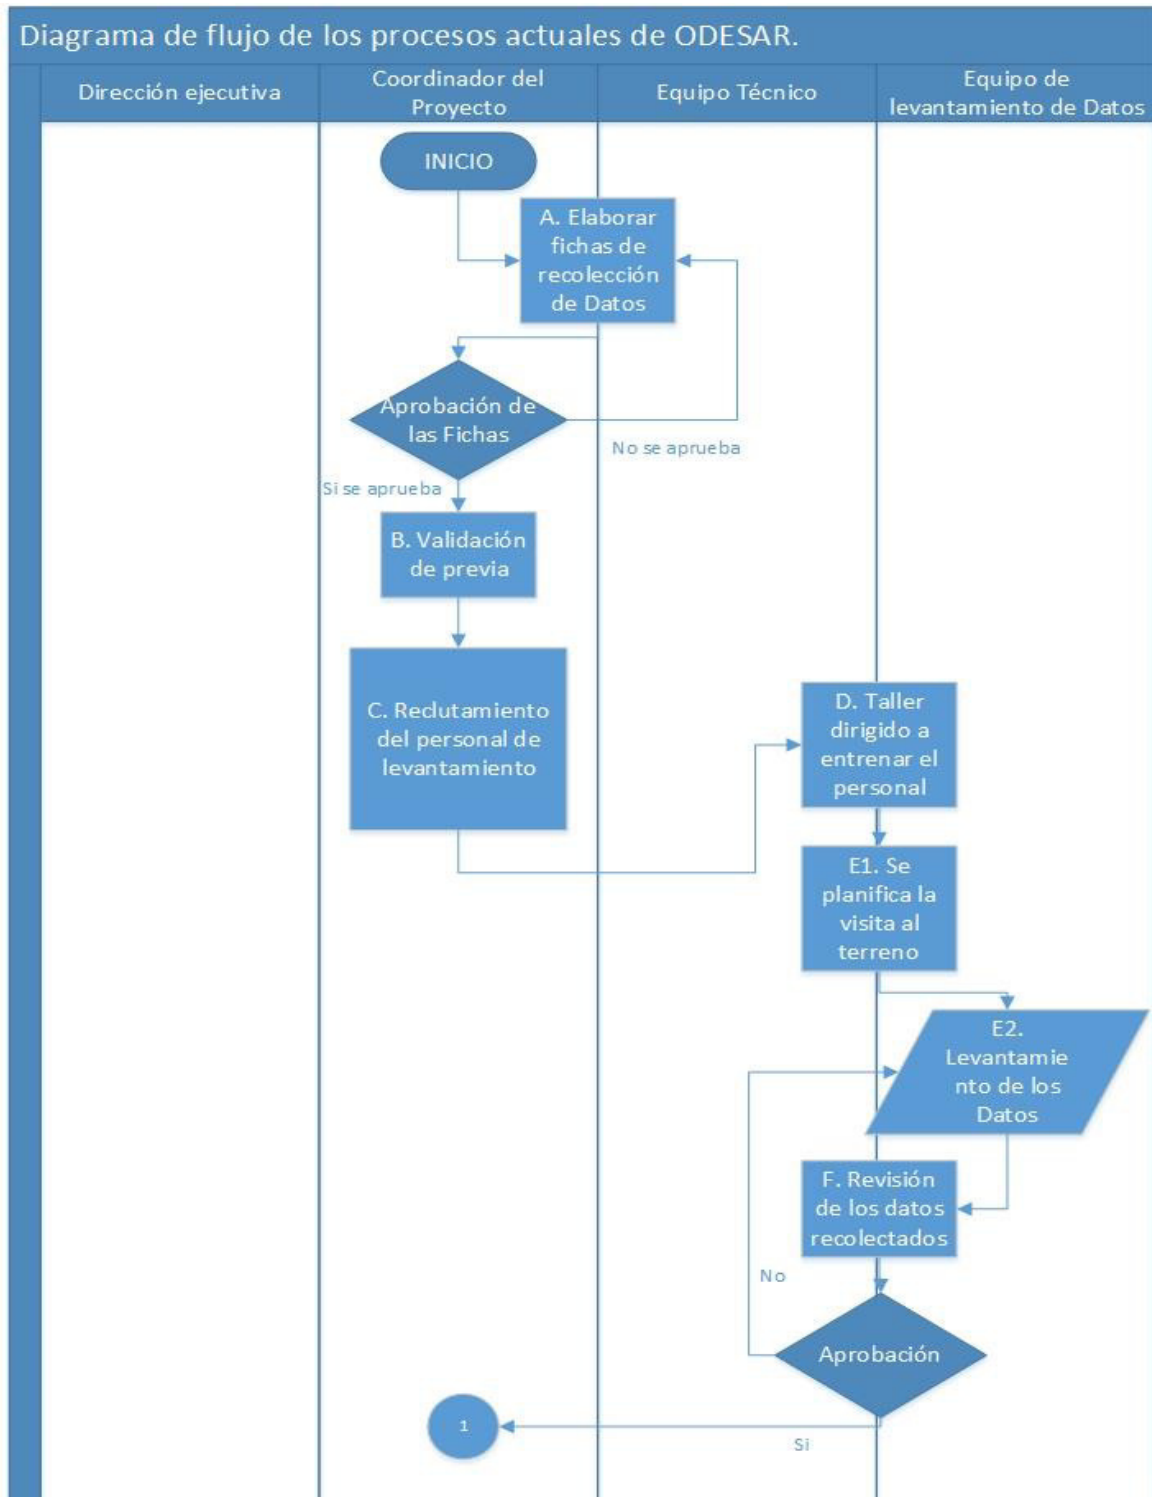 Diagrama de flujo de los procesos actuales de ODESAR.
Dirección ejecutiva
Coordinador del
Proyecto
Equipo Técnico
Equipo de
levantamiento de Datos
INICIO
A. Elaborar
fichas de
recolección
de Datos
Aprobación de
las Fichas
No se aprueba
Si se aprueba
B. Validación
de previa
C. Reclutamiento
del personal de
levantamiento
D. Taller
dirigido a
entrenar el
personal
E1. Se
planifica la
visita al
terreno
E2.
Levantamie
nto de los
Datos
F. Revisión
de los datos
recolectados
No
Aprobación
1
Si